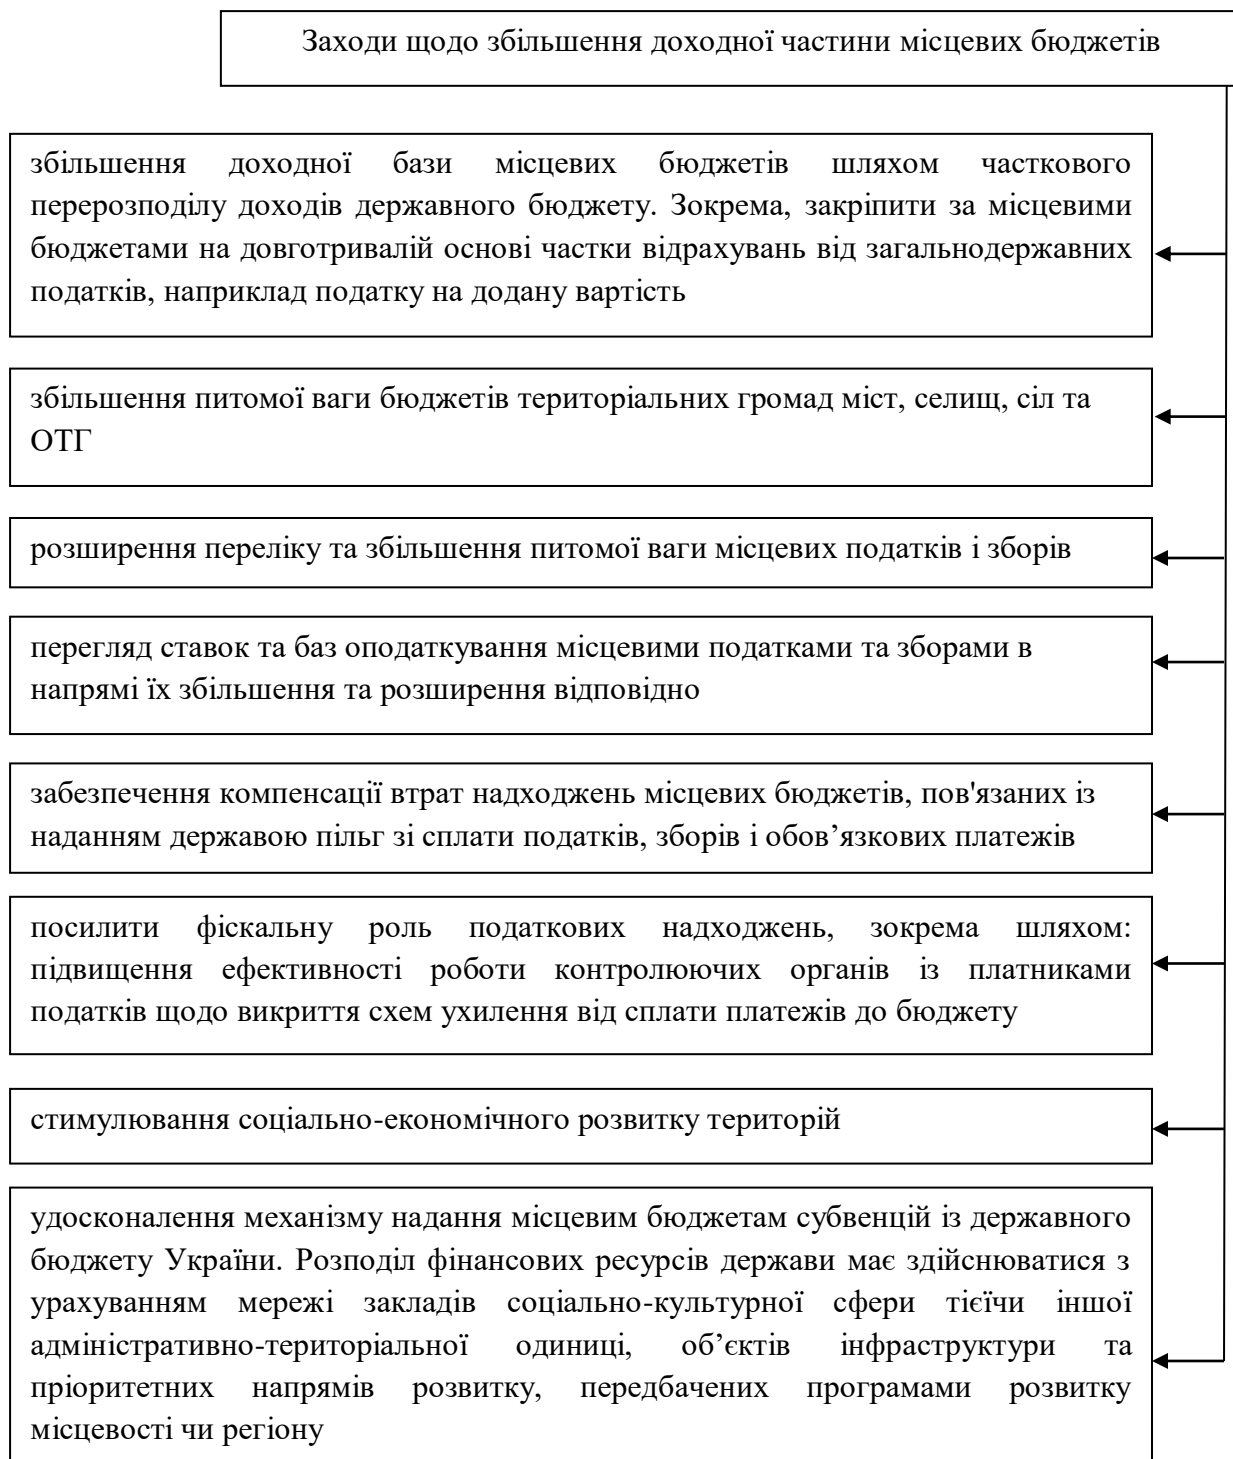 Заходи щодо збільшення доходної частини місцевих бюджетів
збільшення доходної бази місцевих бюджетів шляхом часткового
перерозподілу доходів державного бюджету. Зокрема, закріпити за місцевими
бюджетами на довготривалій основі частки відрахувань від загальнодержавних
податків, наприклад податку на додану вартість
збільшення питомої ваги бюджетів територіальних громад міст, селищ, сіл та
ОТГ
розширення переліку та збільшення питомої ваги місцевих податків і зборів
перегляд ставок та баз оподаткування місцевими податками та зборами в
напрямі їх збільшення та розширення відповідно
забезпечення компенсації втрат надходжень місцевих бюджетів, пов'язаних із
наданням державою пільг зі сплати податків, зборів і обов’язкових платежів
посилити фіскальну роль податкових надходжень, зокрема шляхом:
підвищення ефективності роботи контролюючих органів із платниками
податків щодо викриття схем ухилення від сплати платежів до бюджету
стимулювання соціально-економічного розвитку територій
удосконалення механізму надання місцевим бюджетам субвенцій із державного
бюджету України. Розподіл фінансових ресурсів держави має здійснюватися з
урахуванням мережі закладів соціально-культурної сфери тієїчи іншої
адміністративно-територіальної одиниці, об’єктів інфраструктури та
пріоритетних напрямів розвитку, передбачених програмами розвитку
місцевості чи регіону